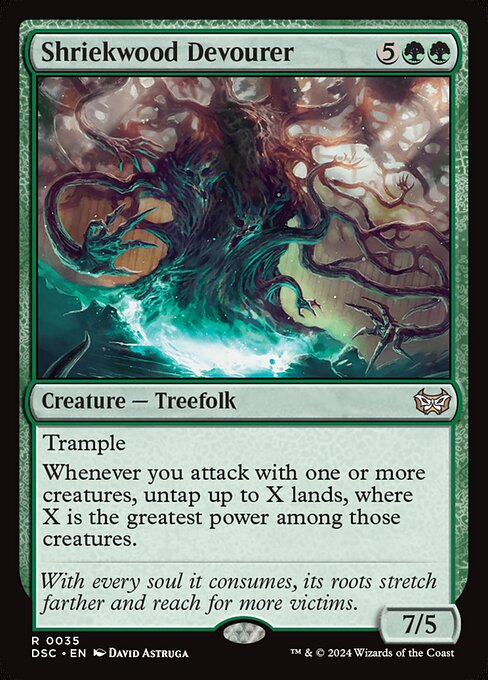 Shriekwood Devourer 5
Creature — Treefolk
Trample
Whenever you attack with one or more
creatures, untap up to X lands, where
X is the greatest power among those
creatures.
With every soul it consumes, its roots stretch
farther and reach for more victims.
7/5
R 0035
DSC • EN DAVID ASTRUGA
™ & © 2024 Wizards of the Coast